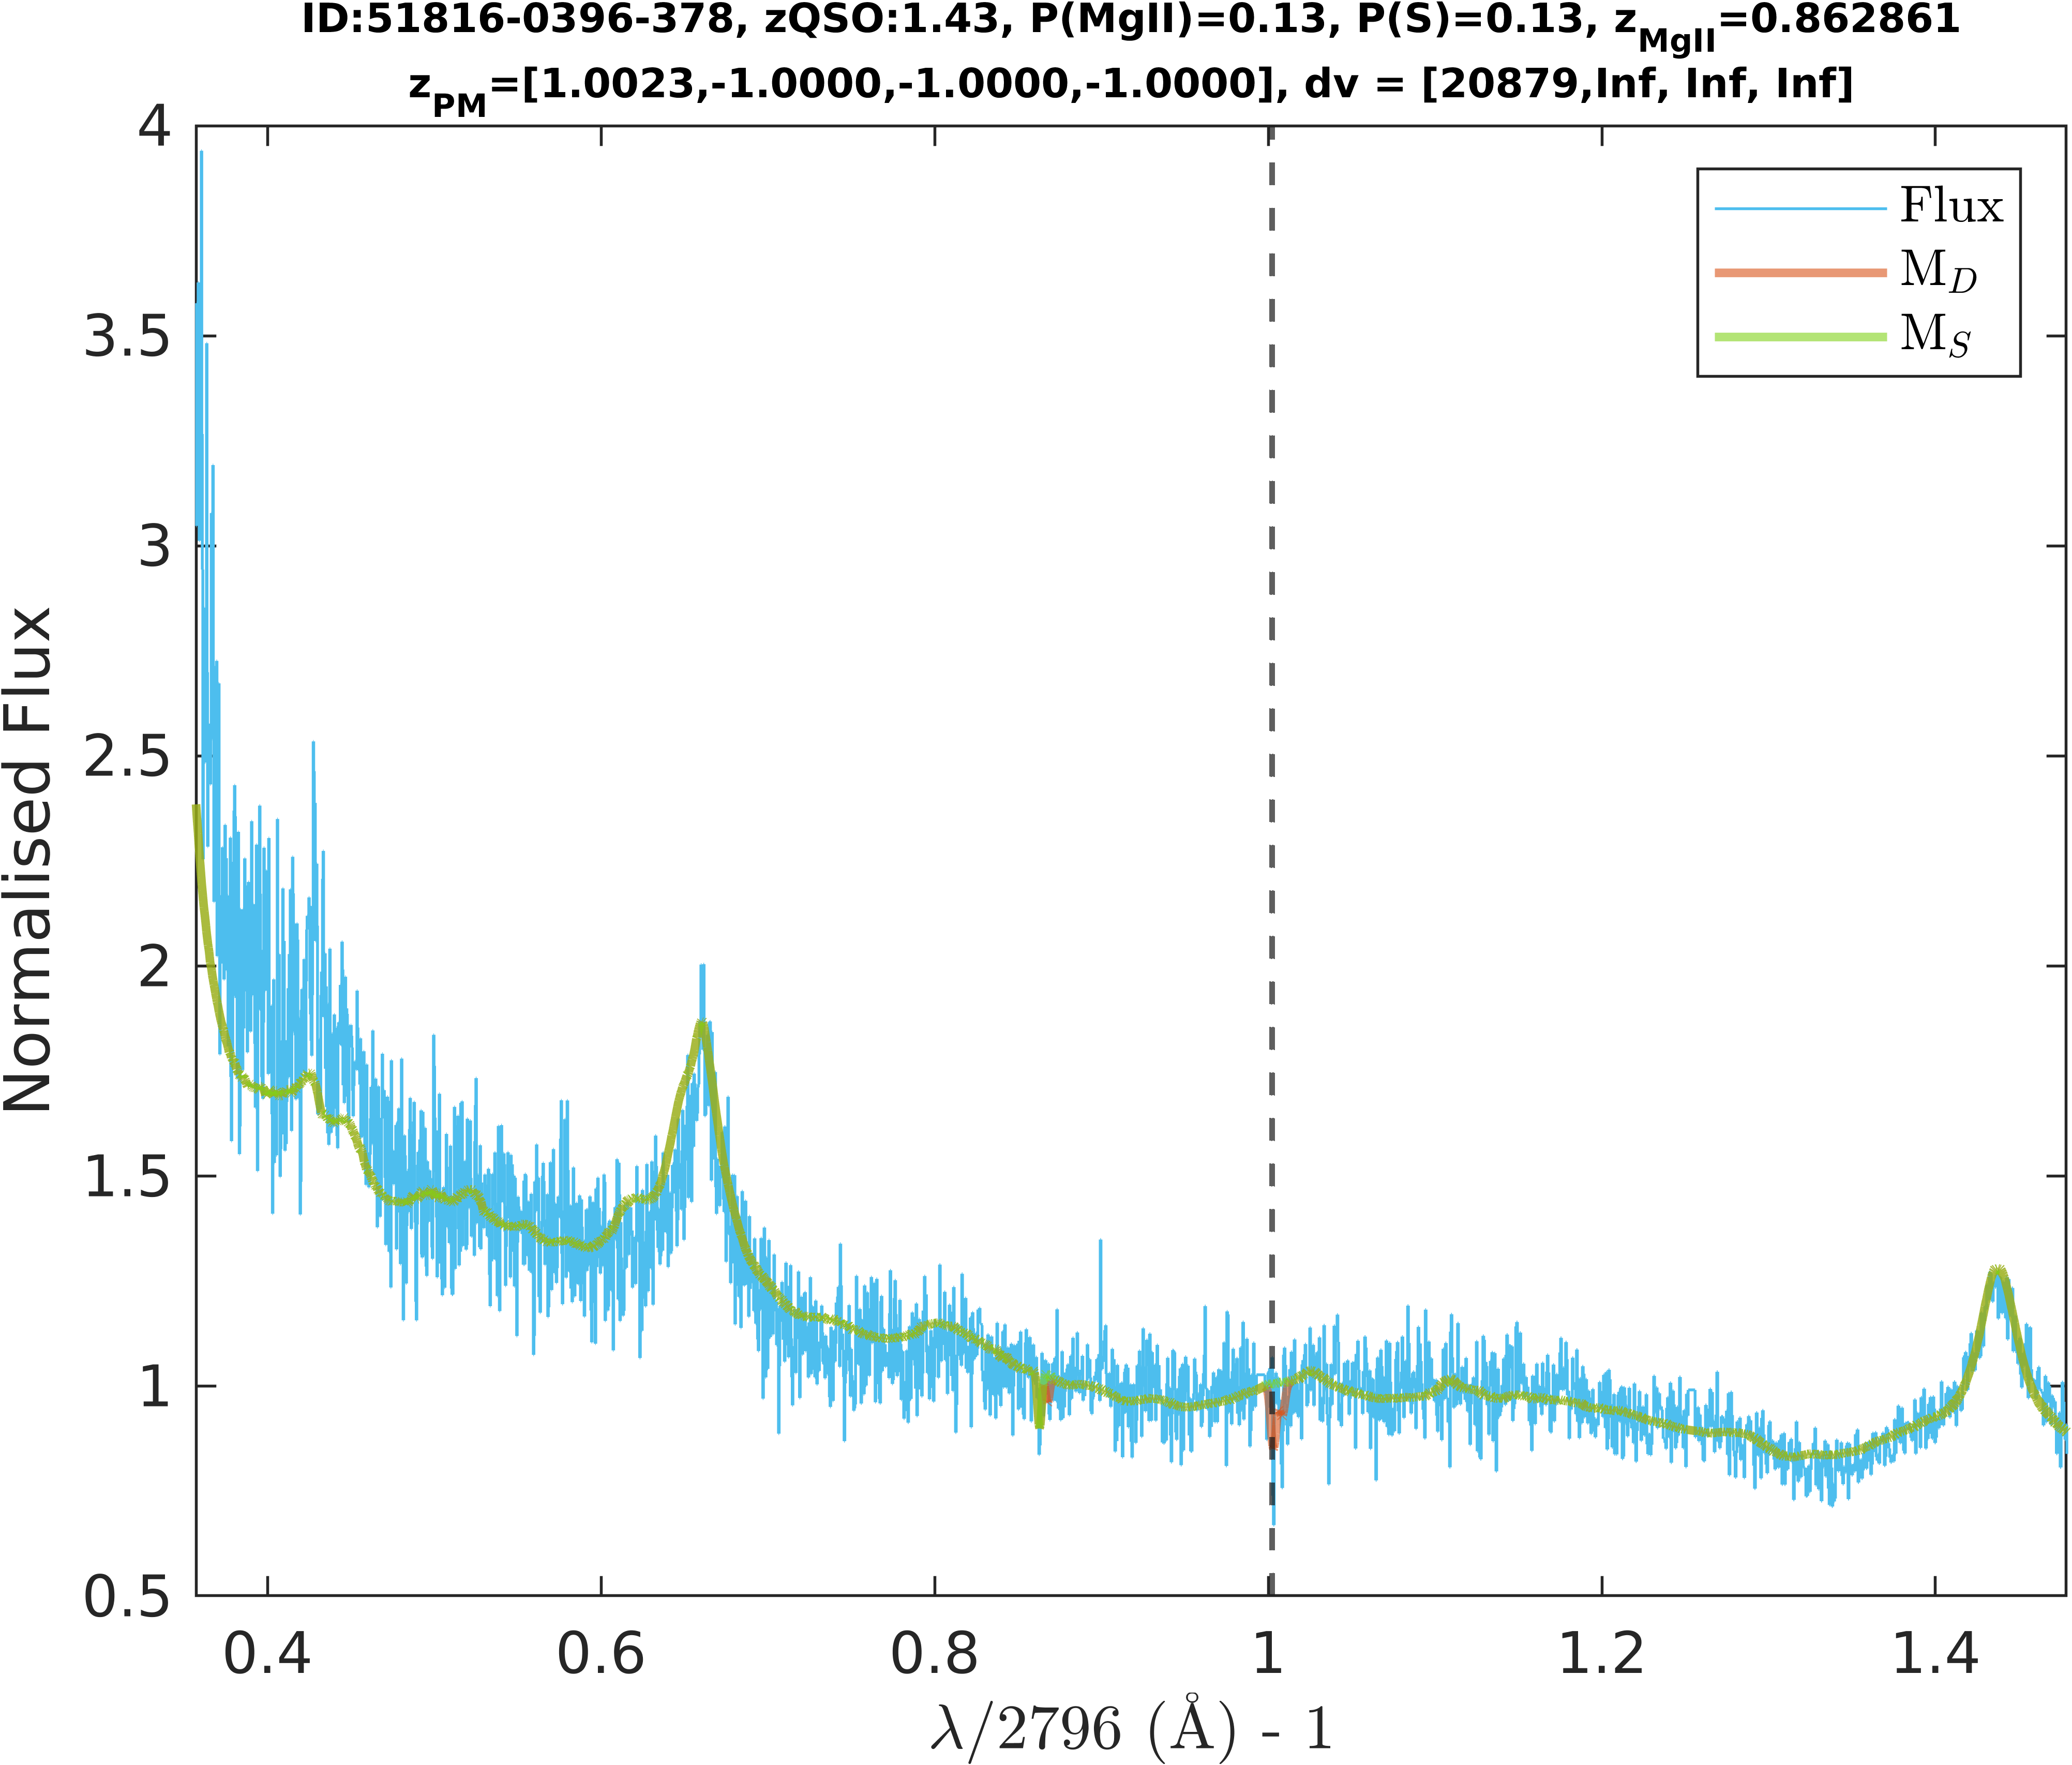 ID:51816-0396-378, zQSO:1.43, P(MgII)=0.13, P(S)=0.13, zMgII=0.862861
zPM=[1.0023,-1.0000,-1.0000,-1.0000], dv = [20879,Inf, Inf, Inf]
4
3.5
3
2.5
2
1.5
1
0.5
Normalised Flux
Flux
MD
MS
0.4 0.6 0.8 1 1.2 1.4
λ/2796 (Å) - 1